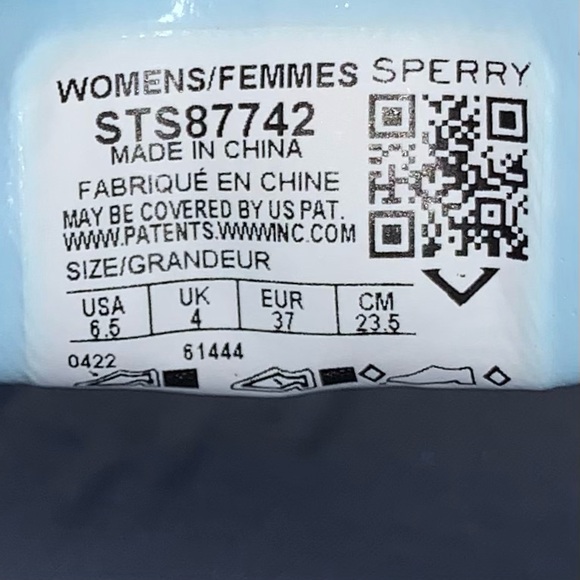 WOMENS/FEMMES SPERRY
STS87742
MADE IN CHINA
FABRIQUÉ EN CHINE
MAY BE COVERED BY US PAT.
WWW.PATENTS.WWWINC.COM
SIZE/GRANDEUR
USA UK EUR CM
6.5 4 37 23.5
0422 61444